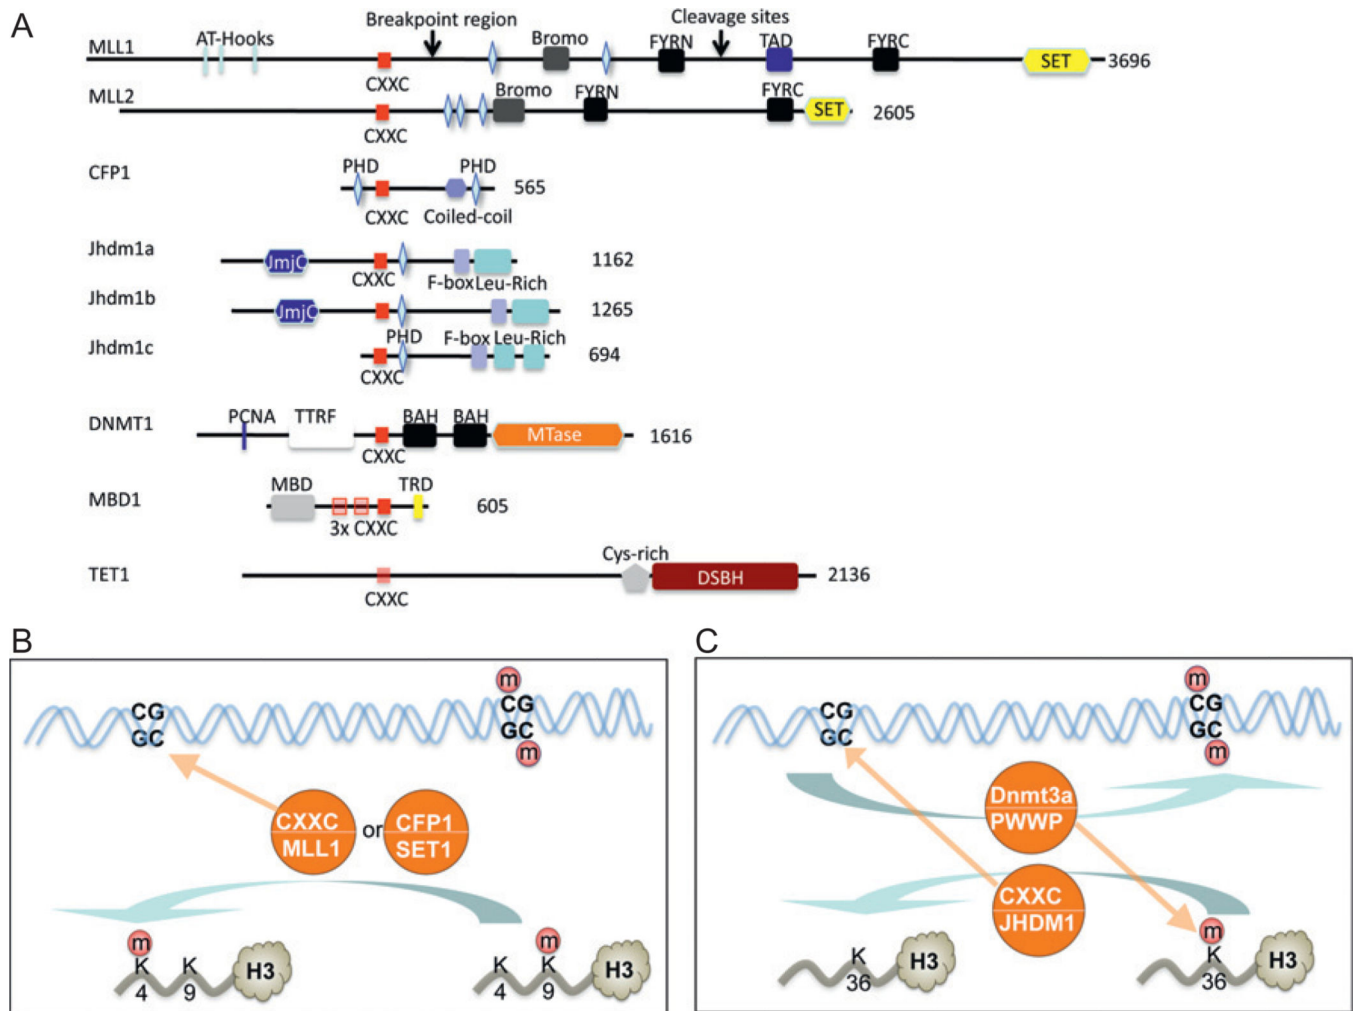 A
Breakpoint region
Cleavage sites
MLL1
AT-Hooks
Bromo
FYRN
TAD
FYRC
SET
3696
CXXC
MLL2
Bromo
FYRN
FYRC
SET
2605
CXXC
CFP1
PHD
PHD
565
CXXC
Coiled-coil
Jhdm1a
JmjC
1162
CXXC
F-box
Leu-Rich
Jhdm1b
JmjC
1265
Jhdm1c
PHD
F-box
Leu-Rich
694
CXXC
DNMT1
PCNA
TTRF
BAH
BAH
MTase
1616
CXXC
MBD1
MBD
TRD
605
3x CXXC
TET1
Cys-rich
DSBH
2136
CXXC
B
m
CG
CG
GC
GC
m
CXXC
MLL1
or
CFP1
SET1
m
m
K
K
K
K
H3
H3
4
9
4
9
C
m
CG
CG
GC
GC
m
Dnmt3a
PWWP
CXXC
JHDM1
m
K
K
H3
H3
36
36